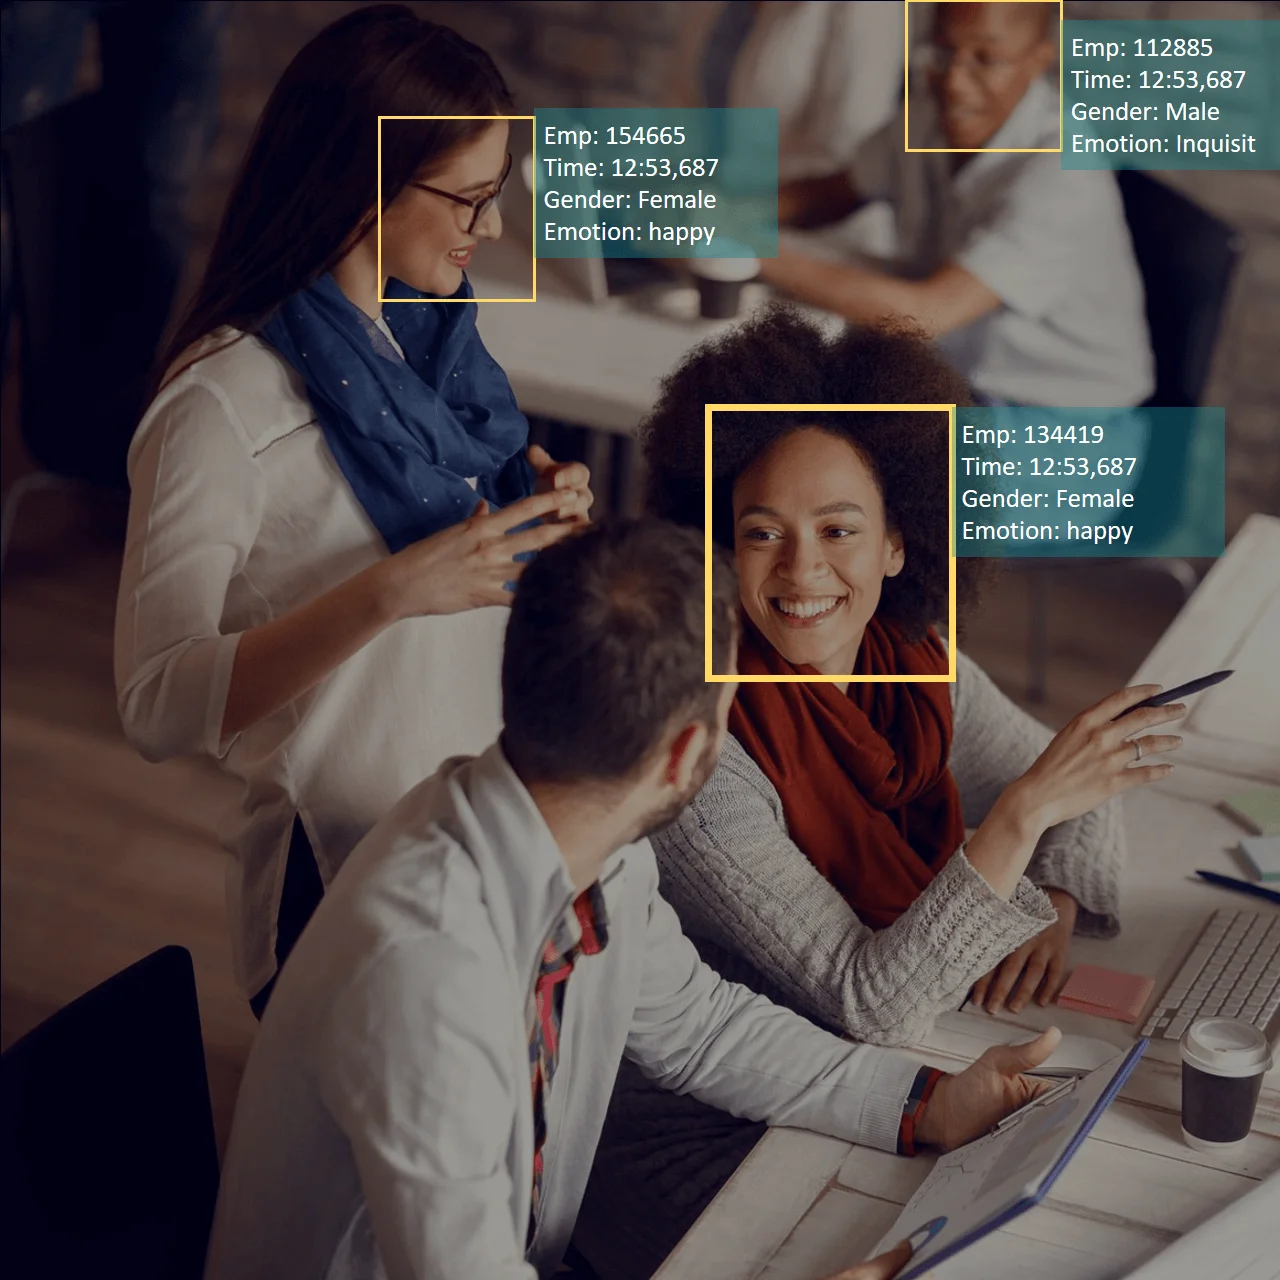 Emp: 112885
Time: 12:53,687
Gender: Male
Emotion: Inquisit
Emp: 154665
Time: 12:53,687
Gender: Female
Emotion: happy
Emp: 134419
Time: 12:53,687
Gender: Female
Emotion: happy